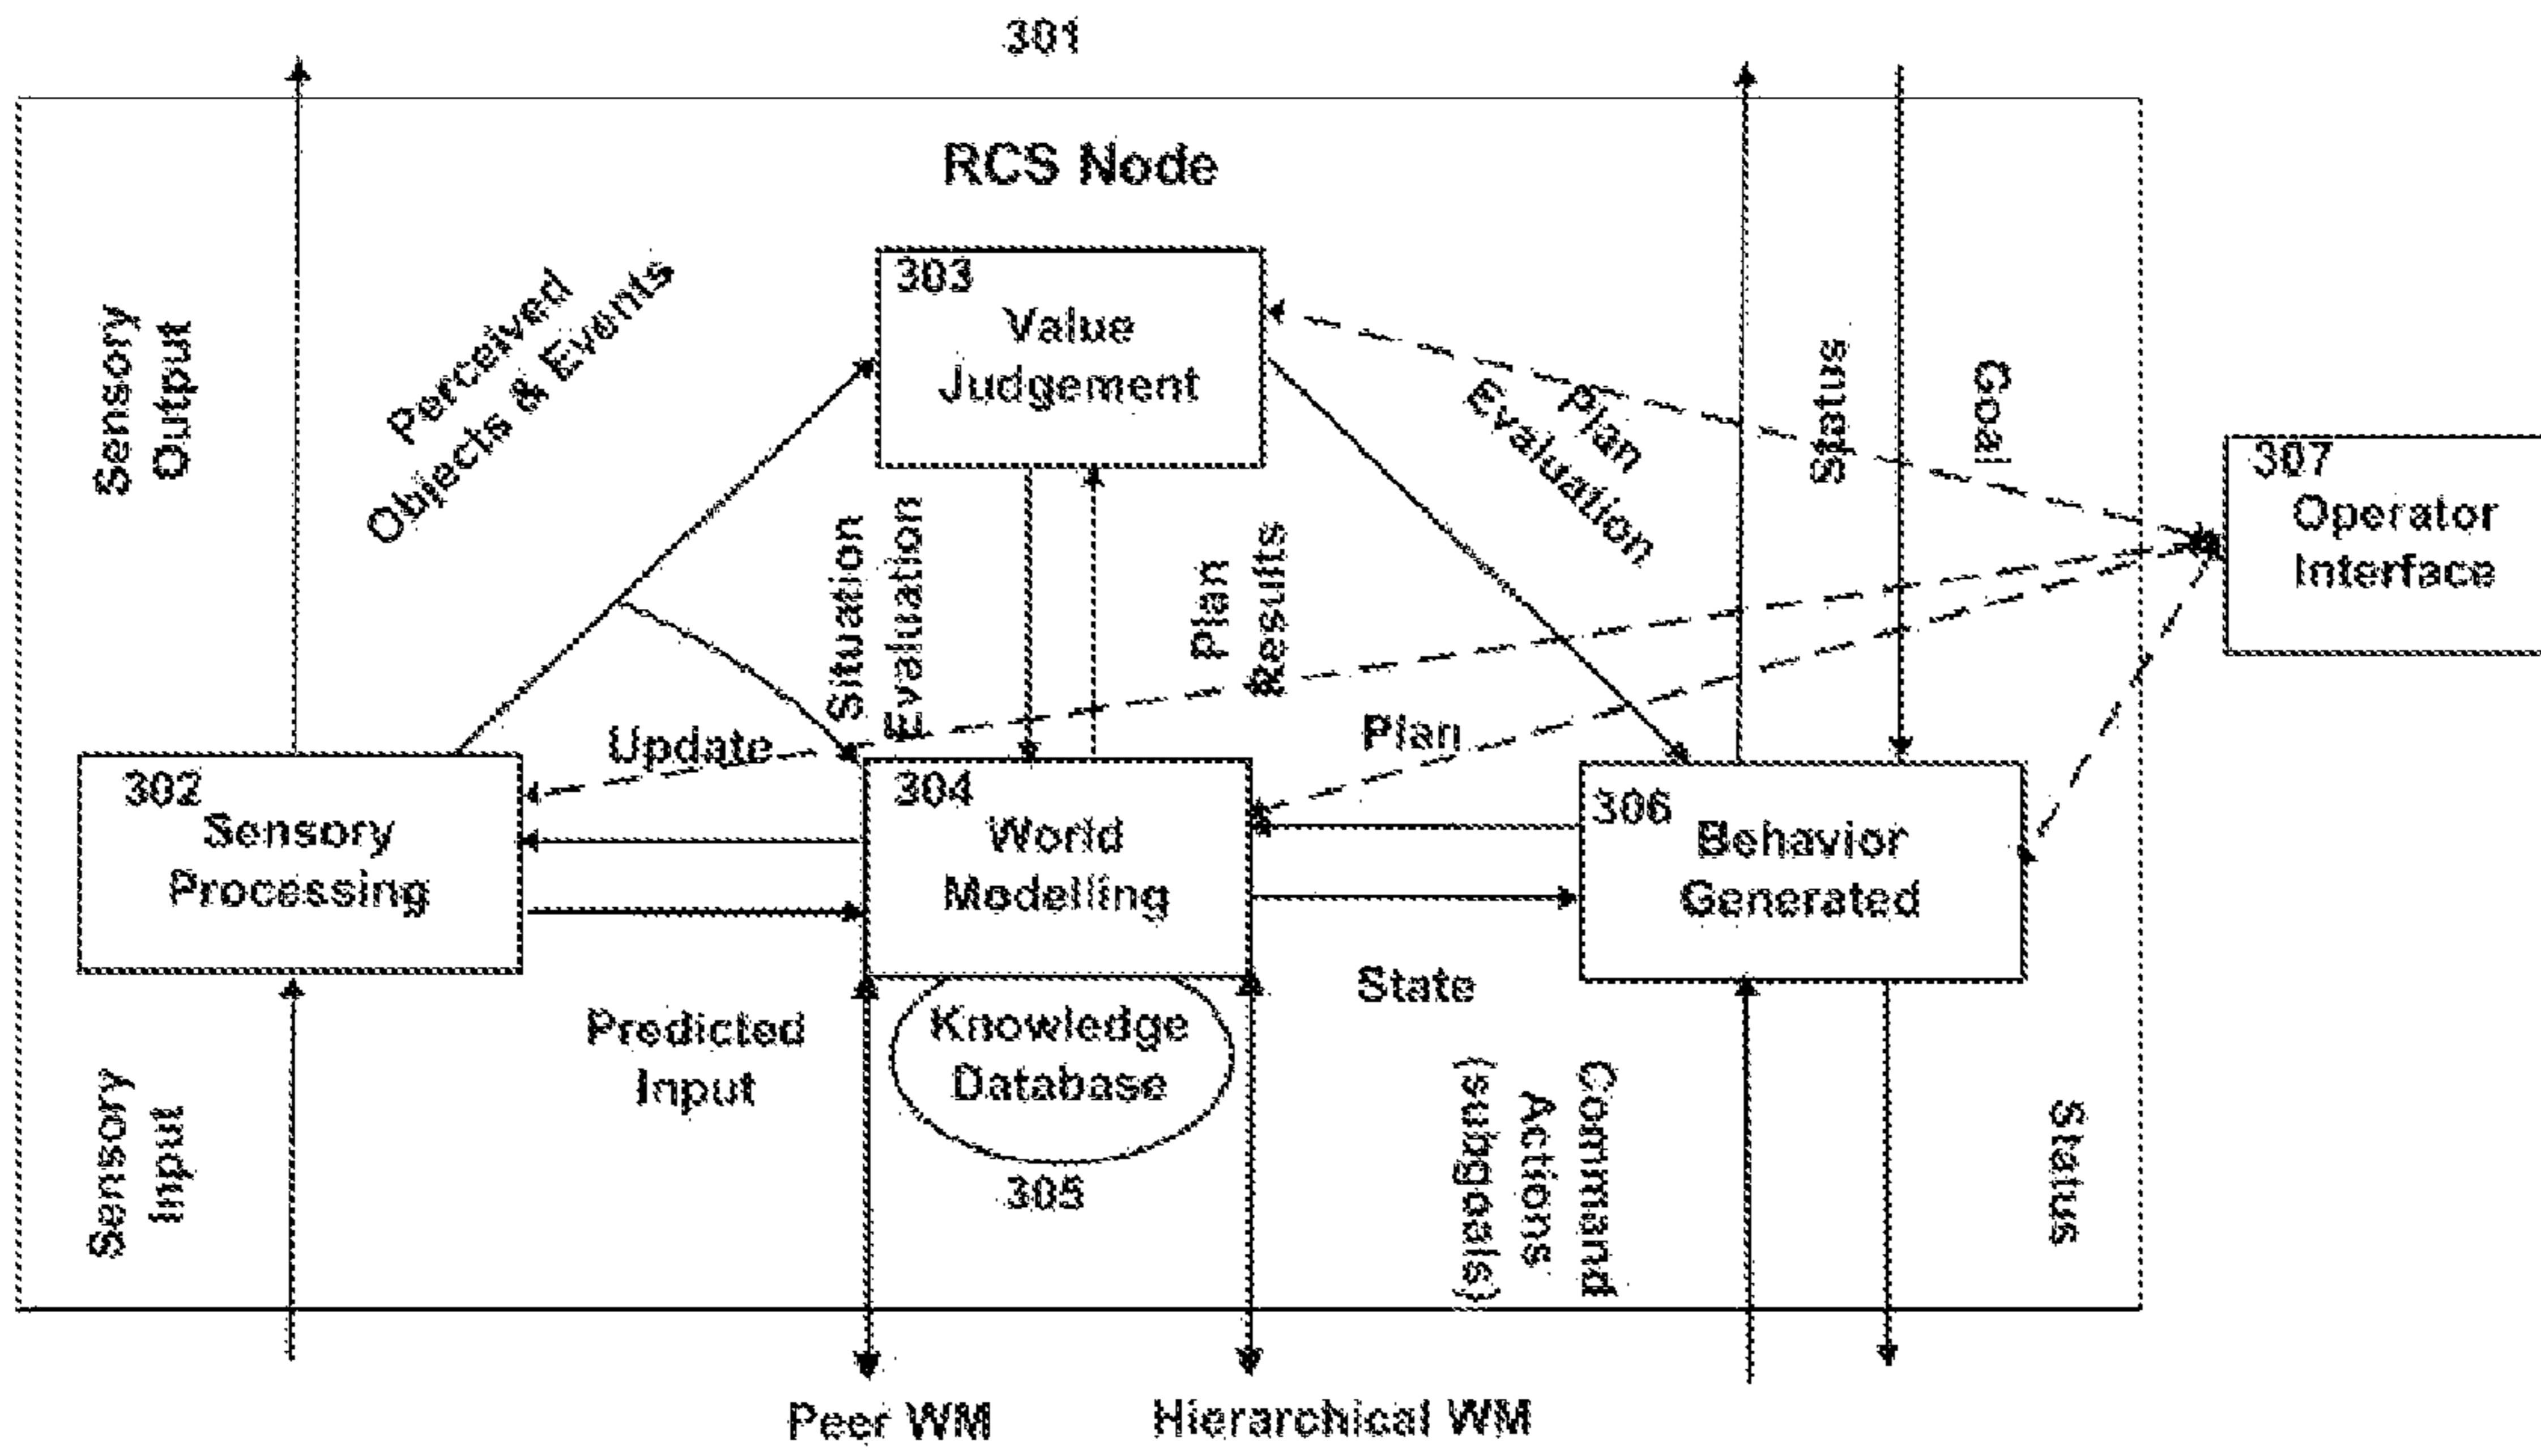 301
RCS Node
303
Value
Judgement
Sensory
Output
Perceived
Objects & Events
Plan
Evaluation
Status
Goal
307
Operator
Interface
Situation
Evaluation
Plan
Results
Update
Plan
302
Sensory
Processing
304
World
Modelling
306
Behavior
Generated
Predicted
Input
Knowledge
Database
305
State
Sensory
Input
Command
Actions
(subgoals)
Status
Peer WM
Hierarchical WM